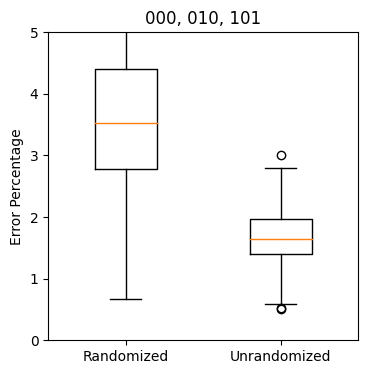 000, 010, 101
Error Percentage
5
4
3
2
1
0
Randomized
Unrandomized